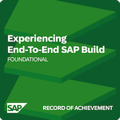 Experiencing
End-To-End SAP Build
FOUNDATIONAL
SAP
RECORD OF ACHIEVEMENT